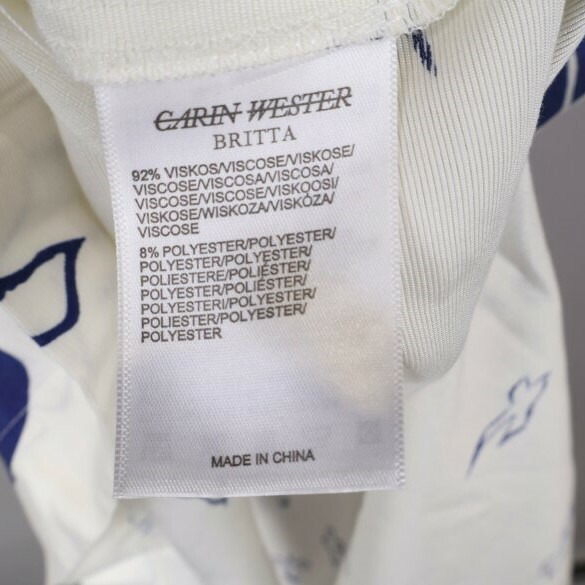 CARIN WESTER
BRITTA
92% VISKOS/VISCOSE/VISKOSE/
VISCOSE/VISCOSA/VISCOSA/
VISCOSE/VISCOSE/VISKOOSI/
VISKOSE/WISKOZA/VISKÓZA/
VISCOSE
8% POLYESTER/POLYESTER/
POLYESTER/POLYESTER/
POLIESTERE/POLIÉSTER/
POLYESTER/POLIÉSTER/
POLYESTERI/POLYESTER/
POLIESTER/POLYESTER/
POLYESTER
MADE IN CHINA